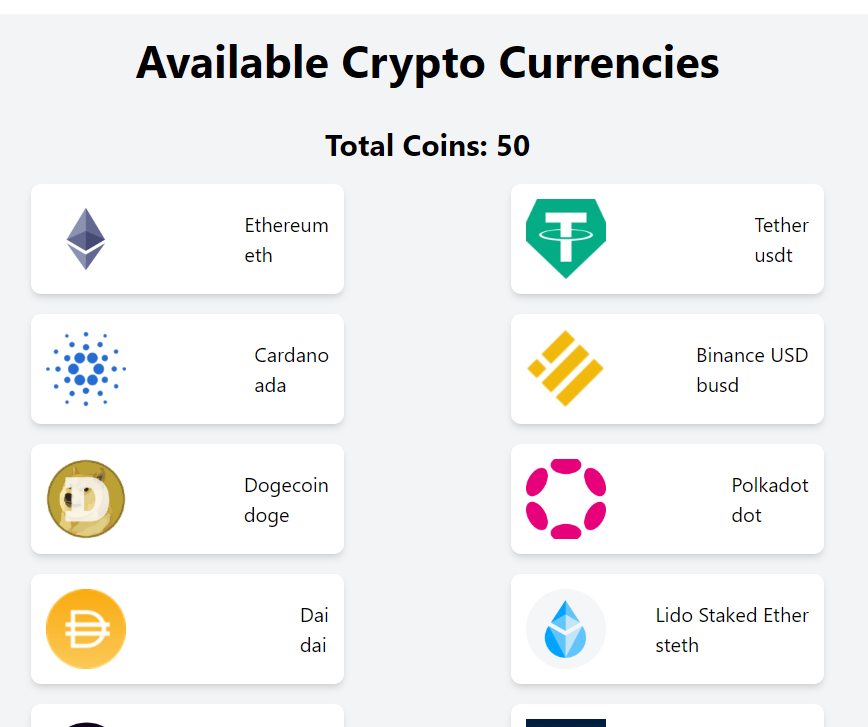 Available Crypto Currencies
Total Coins: 50
Ethereum
eth
Tether
usdt
Cardano
ada
Binance USD
busd
Dogecoin
doge
Polkadot
dot
Dai
dai
Lido Staked Ether
steth